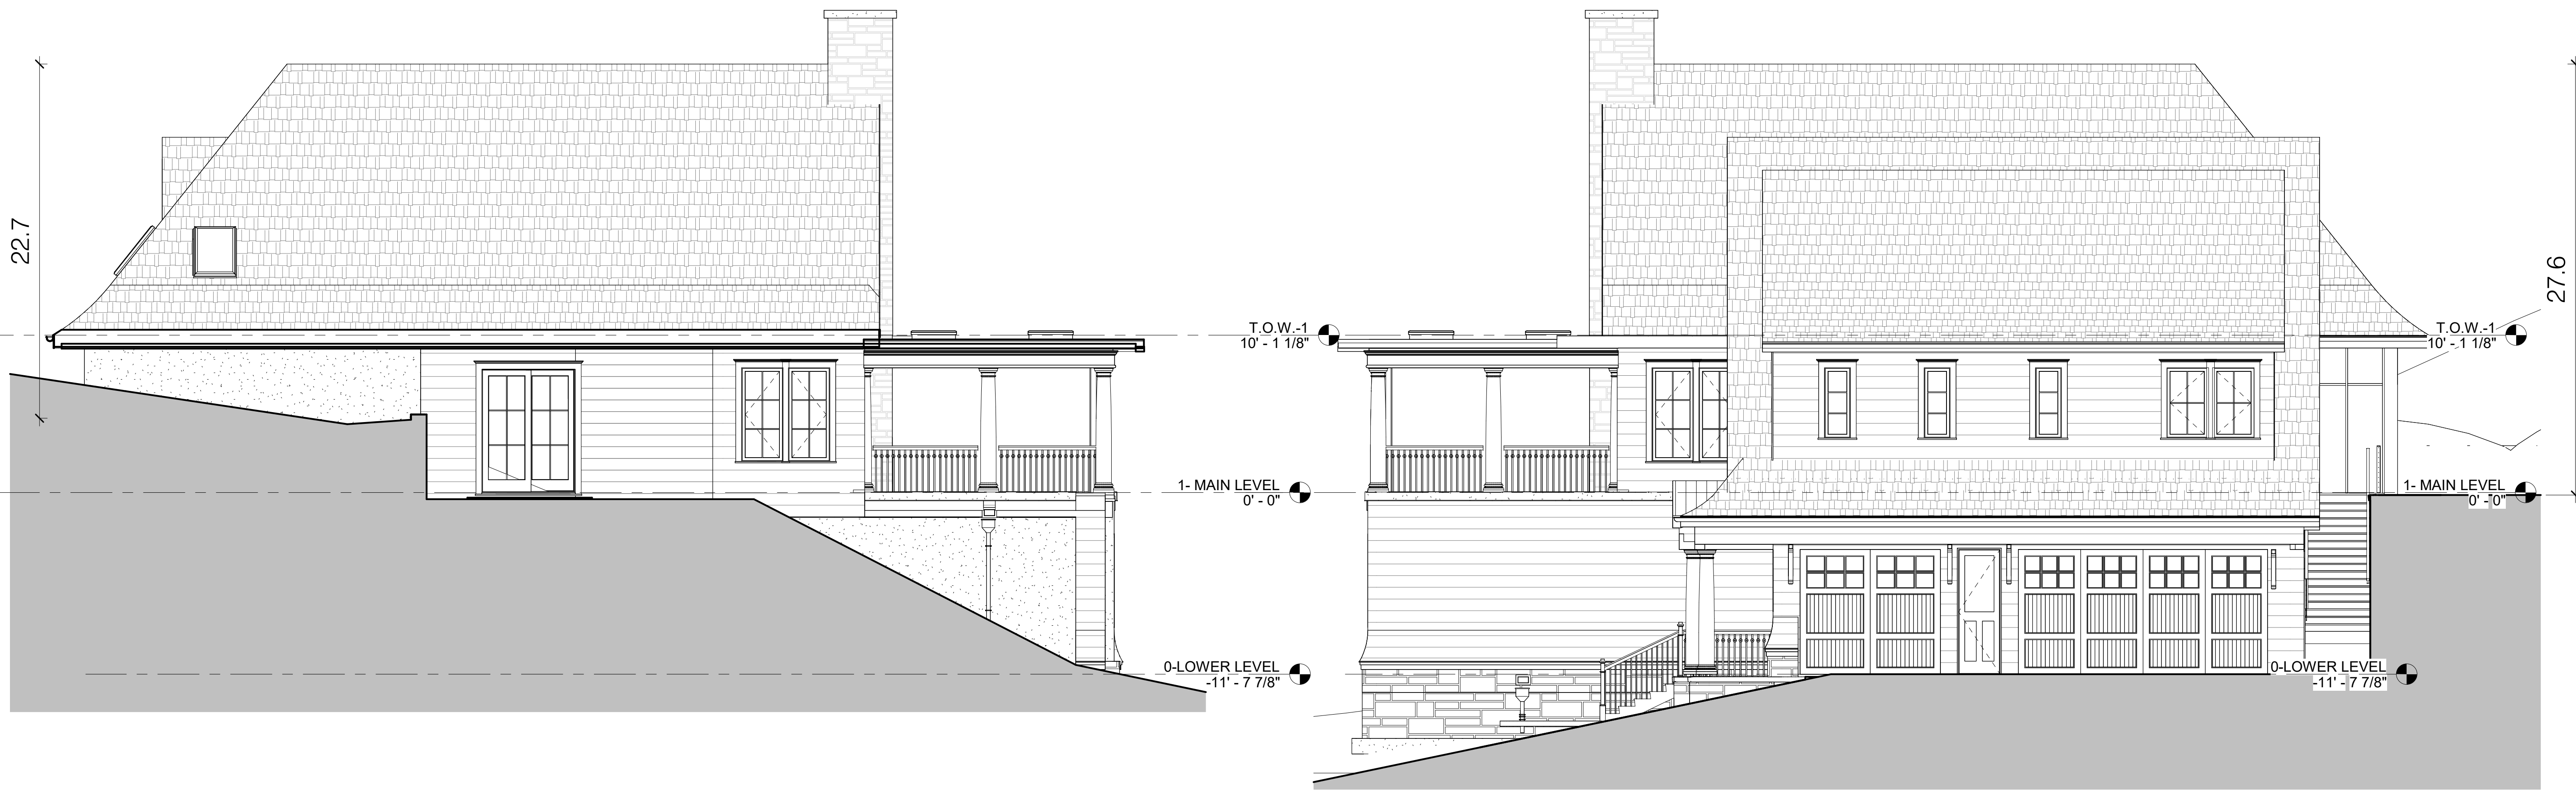 22.7
T.O.W.-1
10' - 1 1/8"
1- MAIN LEVEL
0' - 0"
0-LOWER LEVEL
-11' - 7 7/8"
27.6
T.O.W.-1
10' - 1 1/8"
1- MAIN LEVEL
0' - 0"
0-LOWER LEVEL
-11' - 7 7/8"